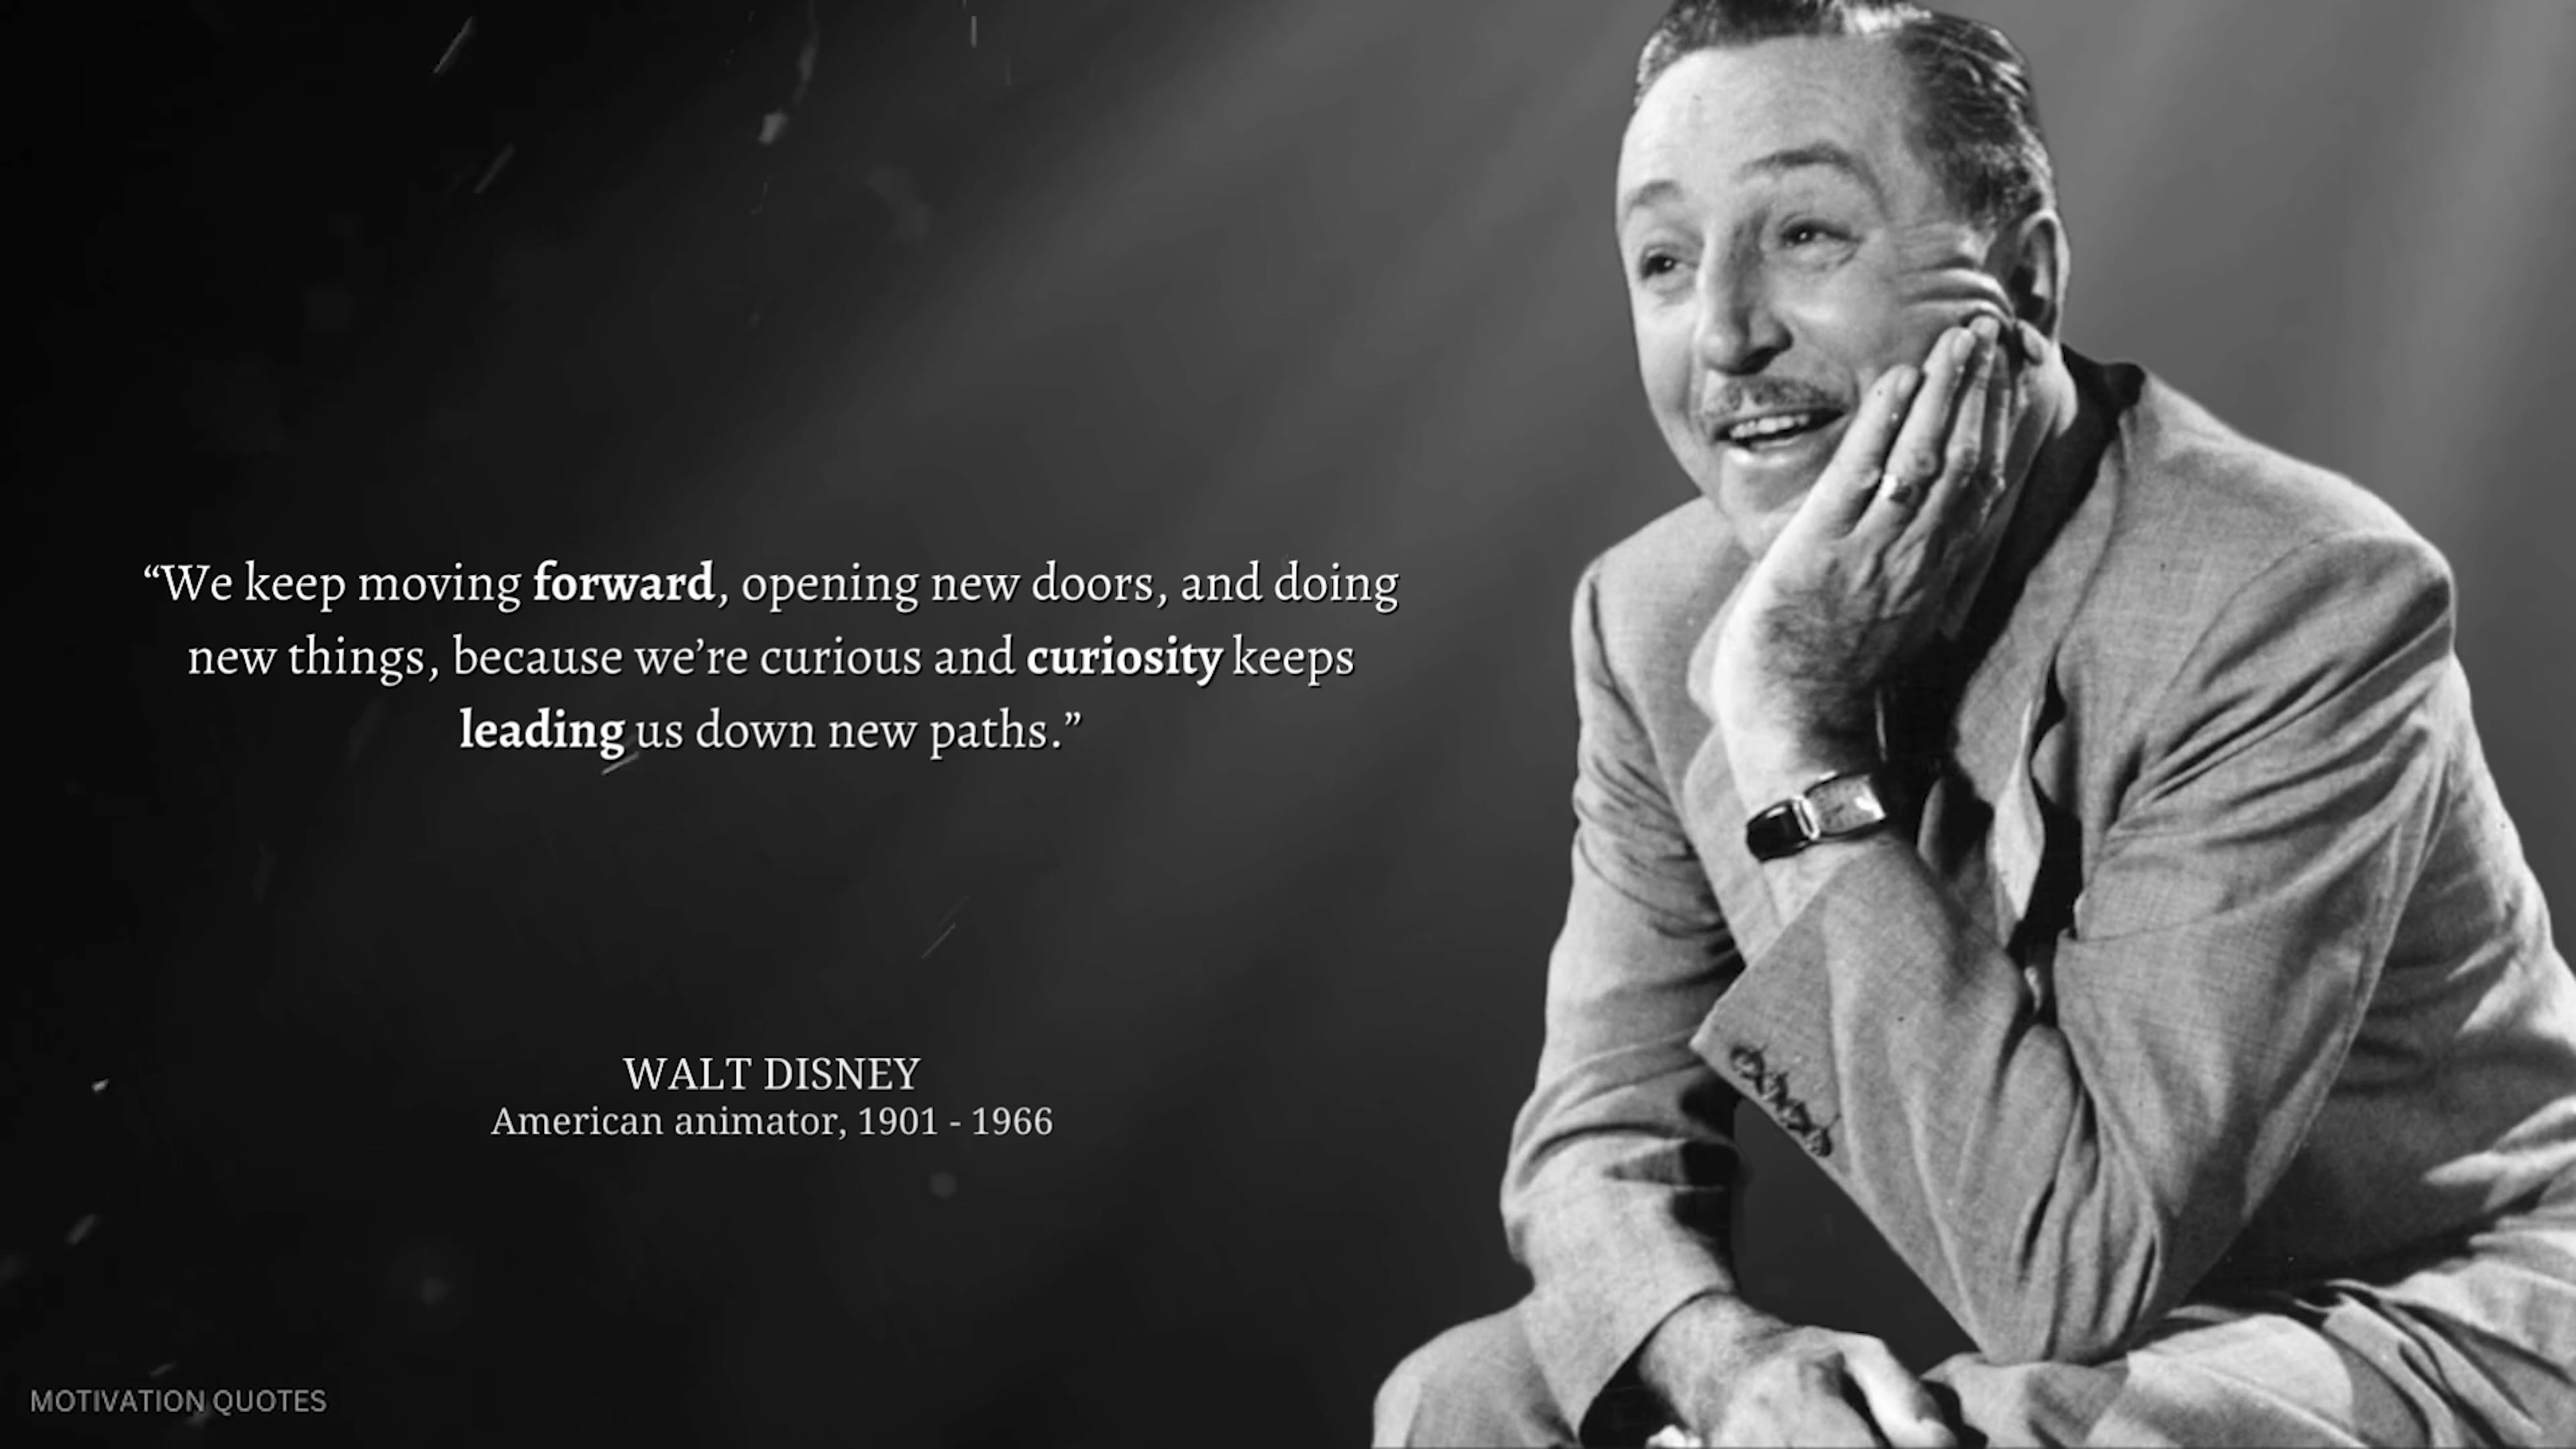 “We keep moving forward, opening new doors, and doing
new things, because we’re curious and curiosity keeps
leading us down new paths.”
WALT DISNEY
American animator, 1901 - 1966
MOTIVATION QUOTES